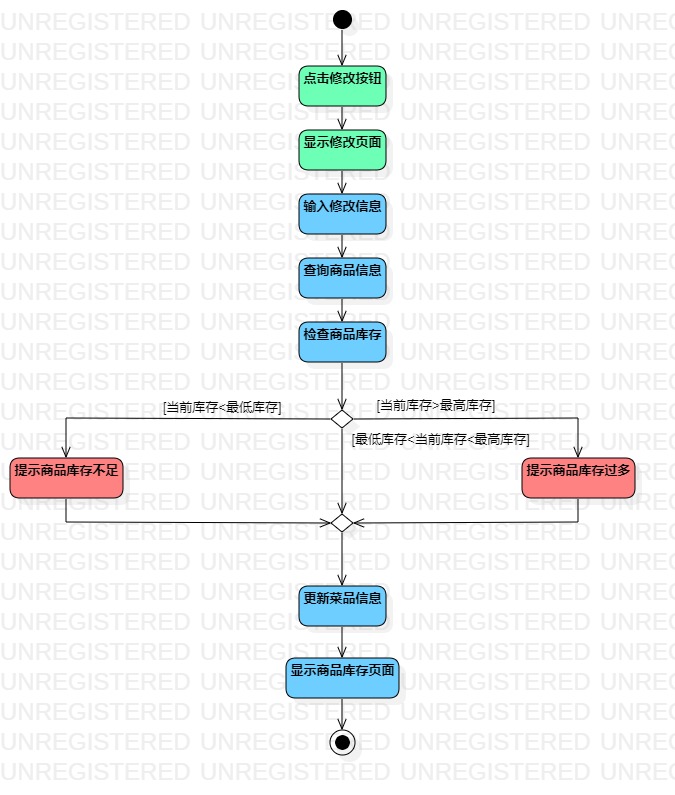 点击修改按钮
显示修改页面
输入修改信息
查询商品信息
检查商品库存
[当前库存<最低库存]
[当前库存>最高库存]
[最低库存<当前库存<最高库存]
提示商品库存不足
提示商品库存过多
更新菜品信息
显示商品库存页面
UNREGISTERED